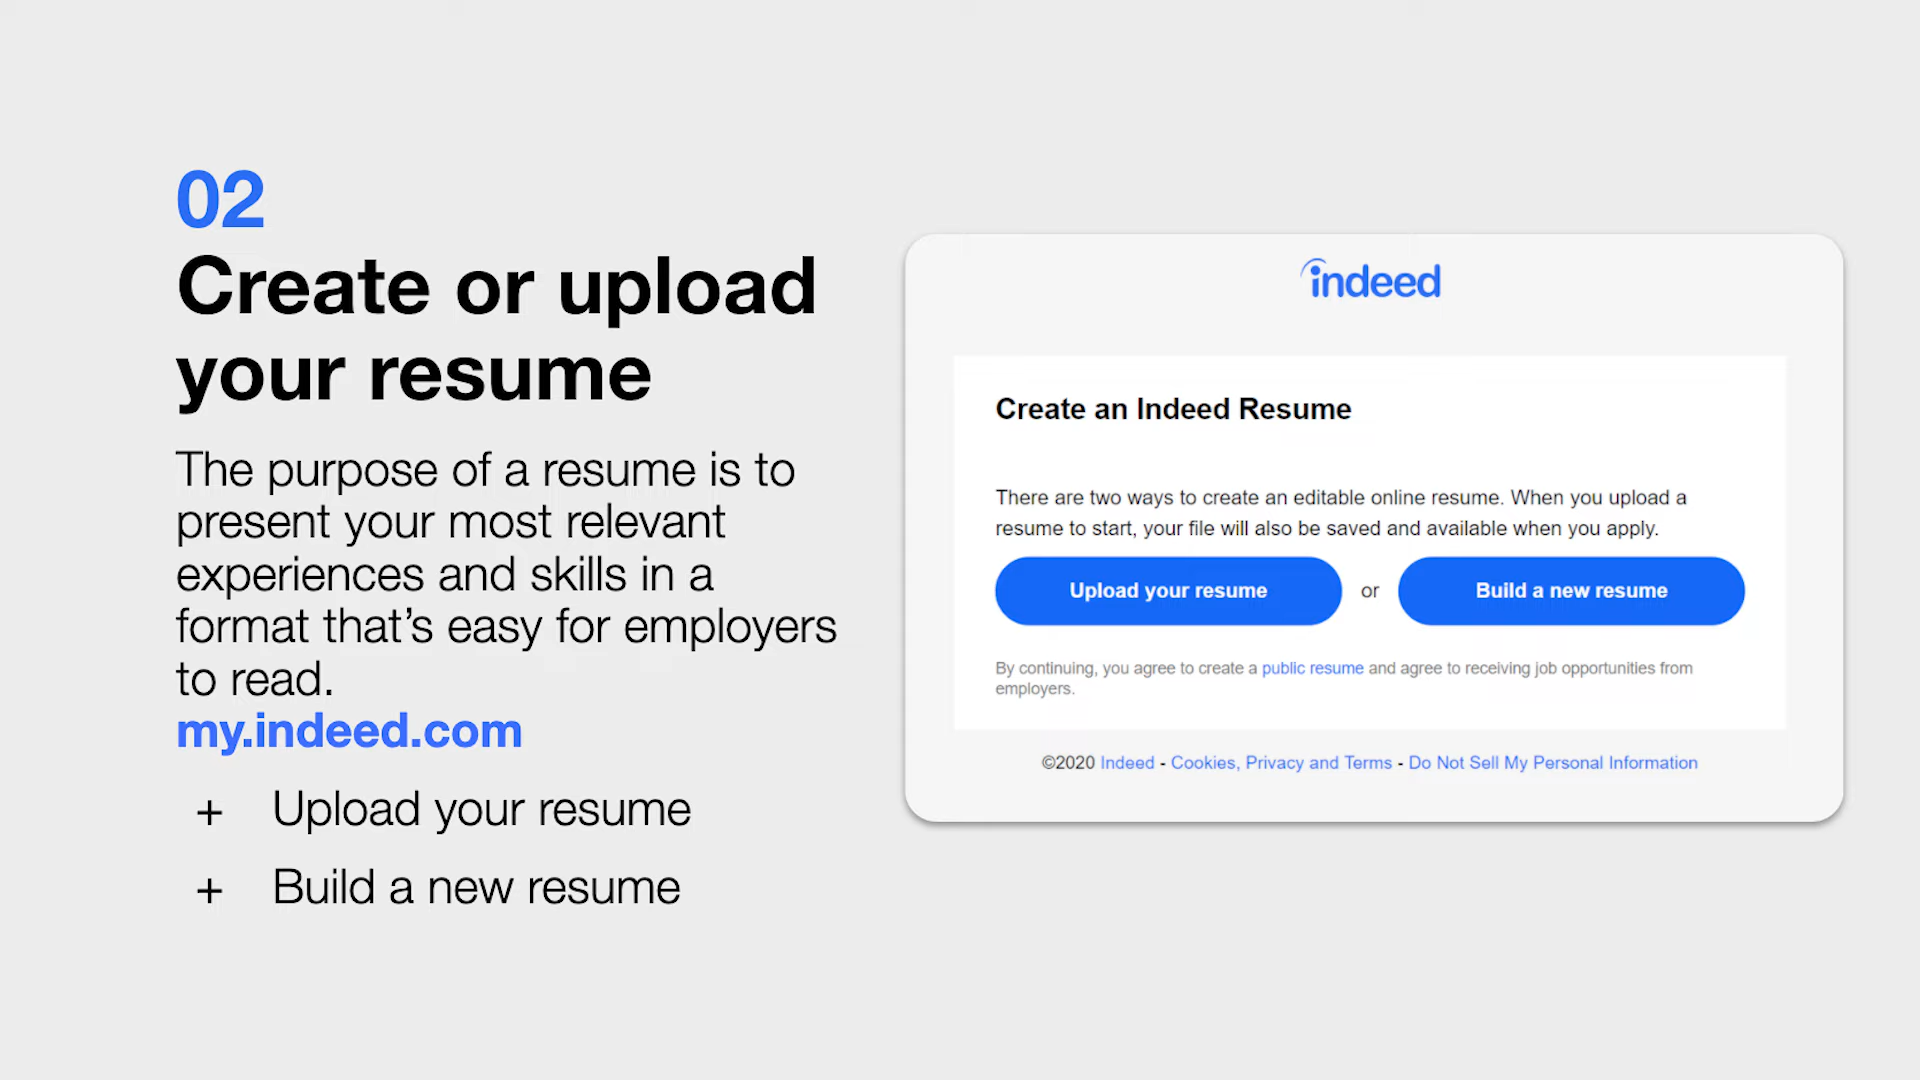 02
Create or upload
your resume
The purpose of a resume is to
present your most relevant
experiences and skills in a
format that’s easy for employers
to read.
my.indeed.com
+ Upload your resume
+ Build a new resume
indeed
Create an Indeed Resume
There are two ways to create an editable online resume. When you upload a
resume to start, your file will also be saved and available when you apply.
Upload your resume or Build a new resume
By continuing, you agree to create a public resume and agree to receiving job opportunities from
employers.
©2020 Indeed - Cookies, Privacy and Terms - Do Not Sell My Personal Information